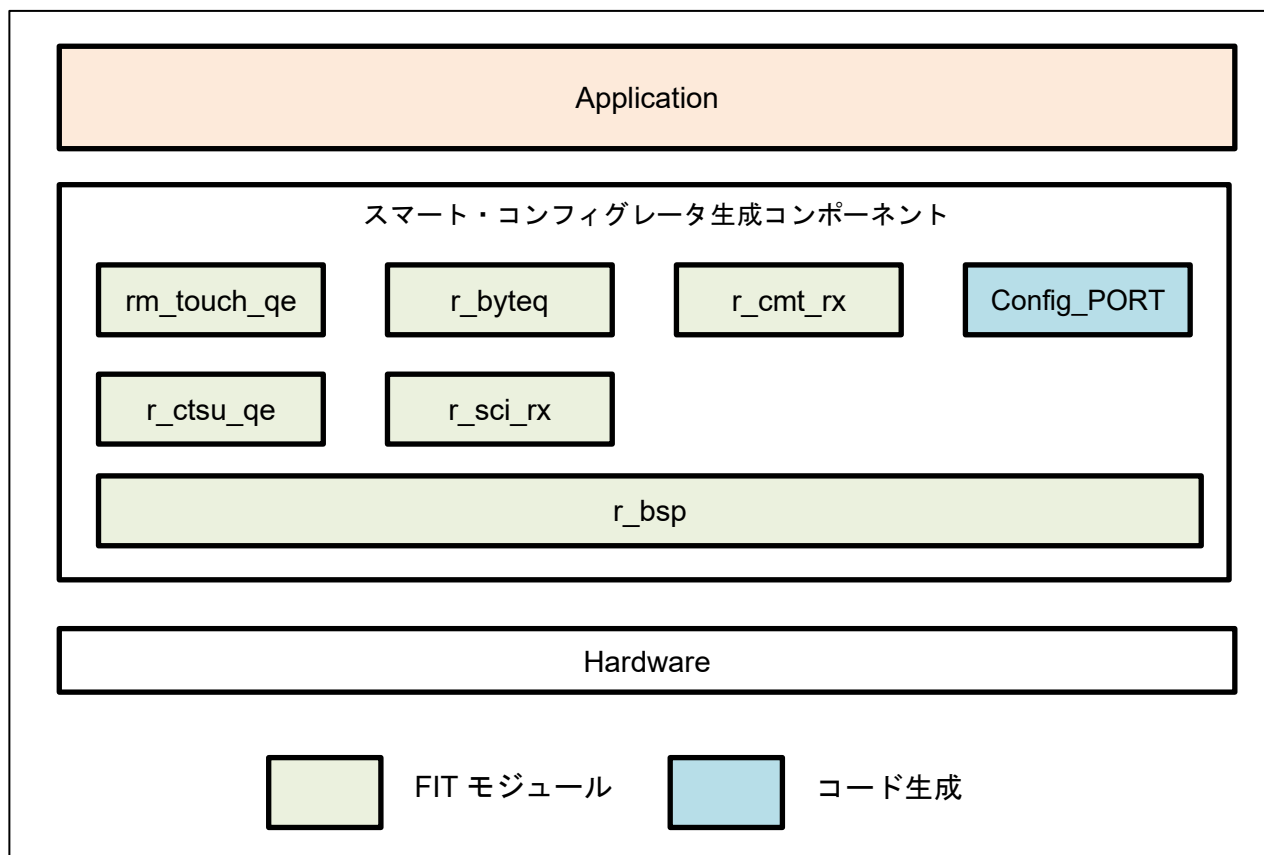 Application
スマート・コンフィグレータ生成コンポーネント
rm_touch_qe
r_byteq
r_cmt_rx
Config_PORT
r_ctsu_qe
r_sci_rx
r_bsp
Hardware
FIT モジュール
コード生成